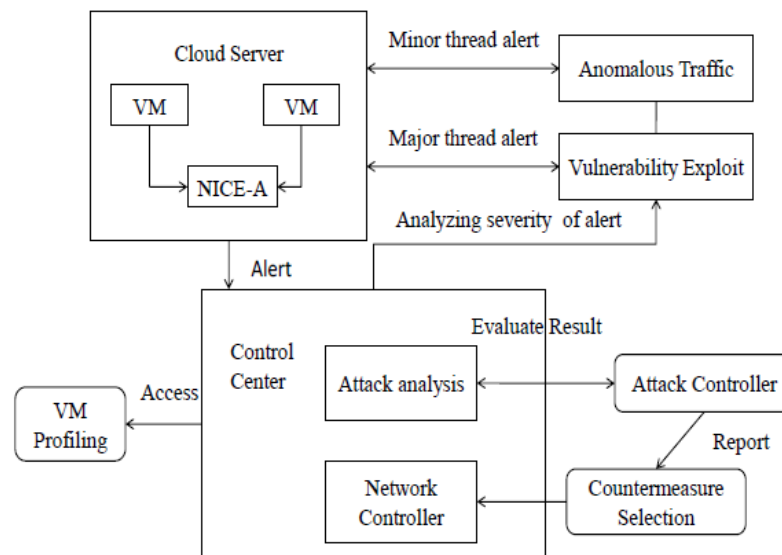 Minor thread alert
Cloud Server
Anomalous Traffic
VM
VM
Major thread alert
Vulnerability Exploit
NICE-A
Analyzing severity of alert
Alert
Evaluate Result
Control
Center
Attack analysis
Attack Controller
Access
VM
Profiling
Report
Network
Controller
Countermeasure
Selection